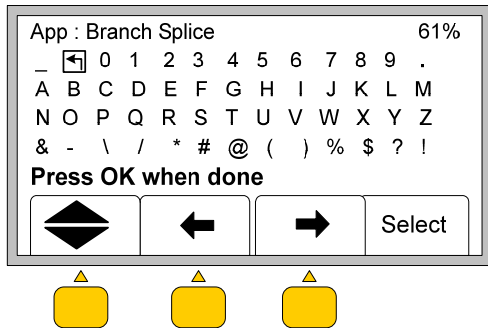 App : Branch Splice 61%
_ 0 1 2 3 4 5 6 7 8 9 .
A B C D E F G H I J K L M
N O P Q R S T U V W X Y Z
& - \ / * # @ ( ) % $ ? !
Press OK when done
Select